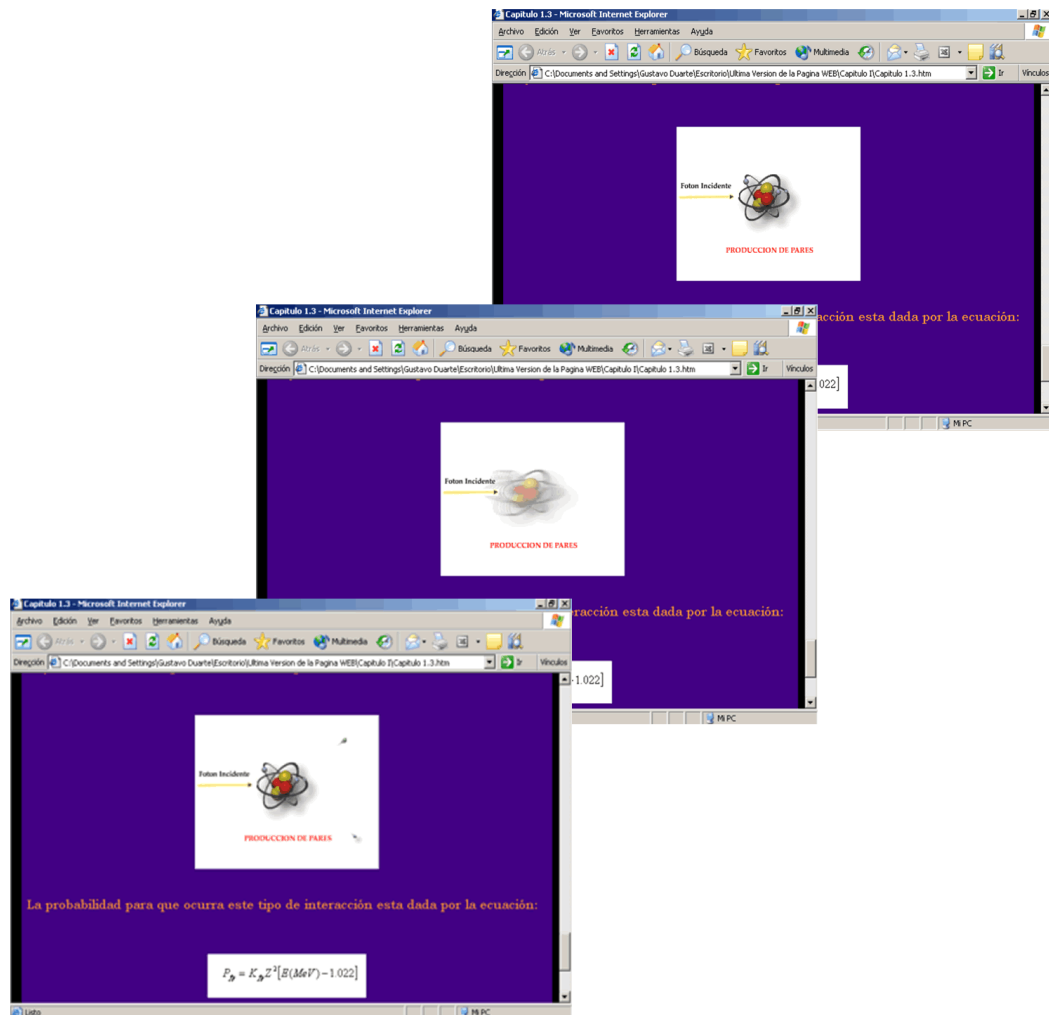 Capitulo 1.3 - Microsoft Internet Explorer
Archivo Edición Ver Favoritos Herramientas Ayuda
Atrás Búsqueda Favoritos Multimedia
Dirección C:\Documents and Settings\Gustavo Duarte\Escritorio\Ultima Version de la Pagina WEB\Capitulo I\Capitulo 1.3.htm Ir Vínculos
Foton Incidente
PRODUCCION DE PARES
acción esta dada por la ecuación:
022]
Mi PC
Capitulo 1.3 - Microsoft Internet Explorer
Archivo Edición Ver Favoritos Herramientas Ayuda
Atrás Búsqueda Favoritos Multimedia
Dirección C:\Documents and Settings\Gustavo Duarte\Escritorio\Ultima Version de la Pagina WEB\Capitulo I\Capitulo 1.3.htm Ir Vínculos
Foton Incidente
PRODUCCION DE PARES
eracción esta dada por la ecuación:
1.022]
Mi PC
Capitulo 1.3 - Microsoft Internet Explorer
Archivo Edición Ver Favoritos Herramientas Ayuda
Atrás Búsqueda Favoritos Multimedia
Dirección C:\Documents and Settings\Gustavo Duarte\Escritorio\Ultima Version de la Pagina WEB\Capitulo I\Capitulo 1.3.htm Ir Vínculos
Foton Incidente
PRODUCCION DE PARES
La probabilidad para que ocurra este tipo de interacción esta dada por la ecuación:
P = K Z²[E(MeV)−1.022]
Listo Mi PC